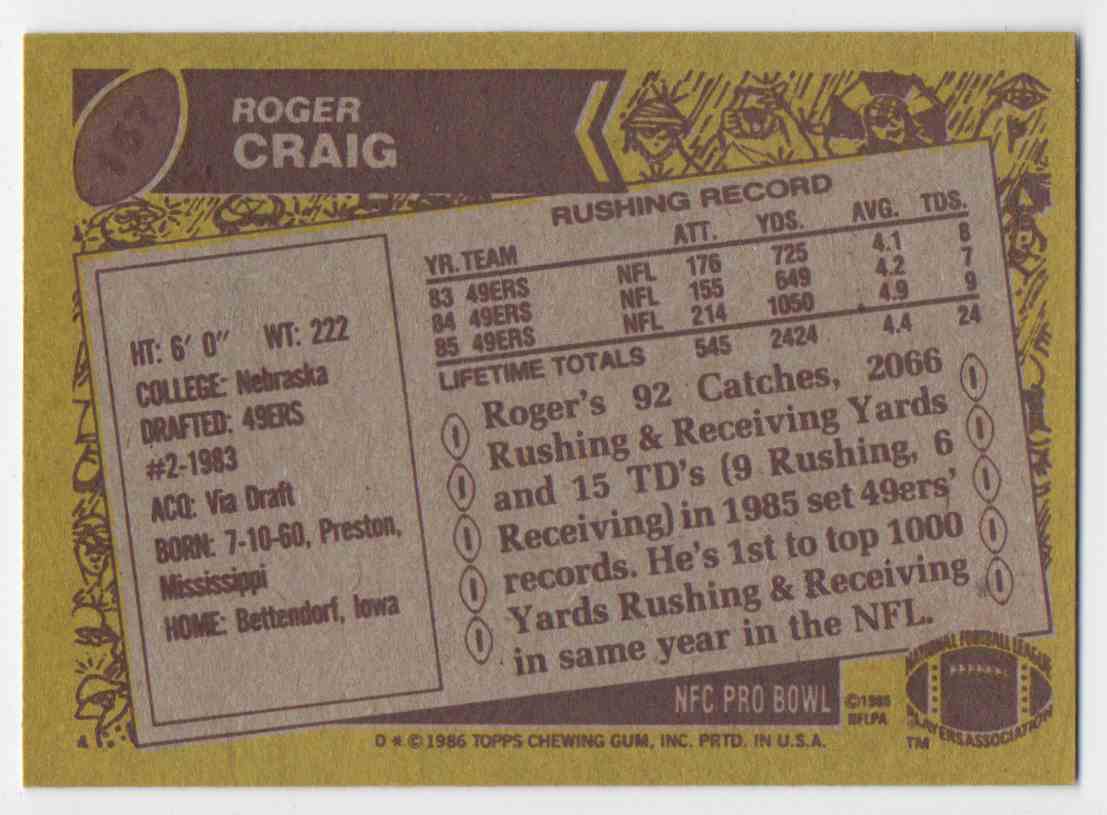 157
ROGER
CRAIG
RUSHING RECORD
YR. TEAM ATT. YDS. AVG. TDS.
83 49ERS NFL 176 725 4.1 8
84 49ERS NFL 155 649 4.2 7
85 49ERS NFL 214 1050 4.9 9
LIFETIME TOTALS 545 2424 4.4 24
HT: 6' 0" WT: 222
COLLEGE: Nebraska
DRAFTED: 49ERS
#2-1983
ACQ: Via Draft
BORN: 7-10-60, Preston,
Mississippi
HOME: Bettendorf, Iowa
Roger's 92 Catches, 2066
Rushing & Receiving Yards
and 15 TD's (9 Rushing, 6
Receiving) in 1985 set 49ers'
records. He's 1st to top 1000
Yards Rushing & Receiving
in same year in the NFL.
NFC PRO BOWL
©1986
NFLPA
NATIONAL FOOTBALL LEAGUE
PLAYERS ASSOCIATION
TM
D * © 1986 TOPPS CHEWING GUM, INC. PRTD. IN U.S.A.